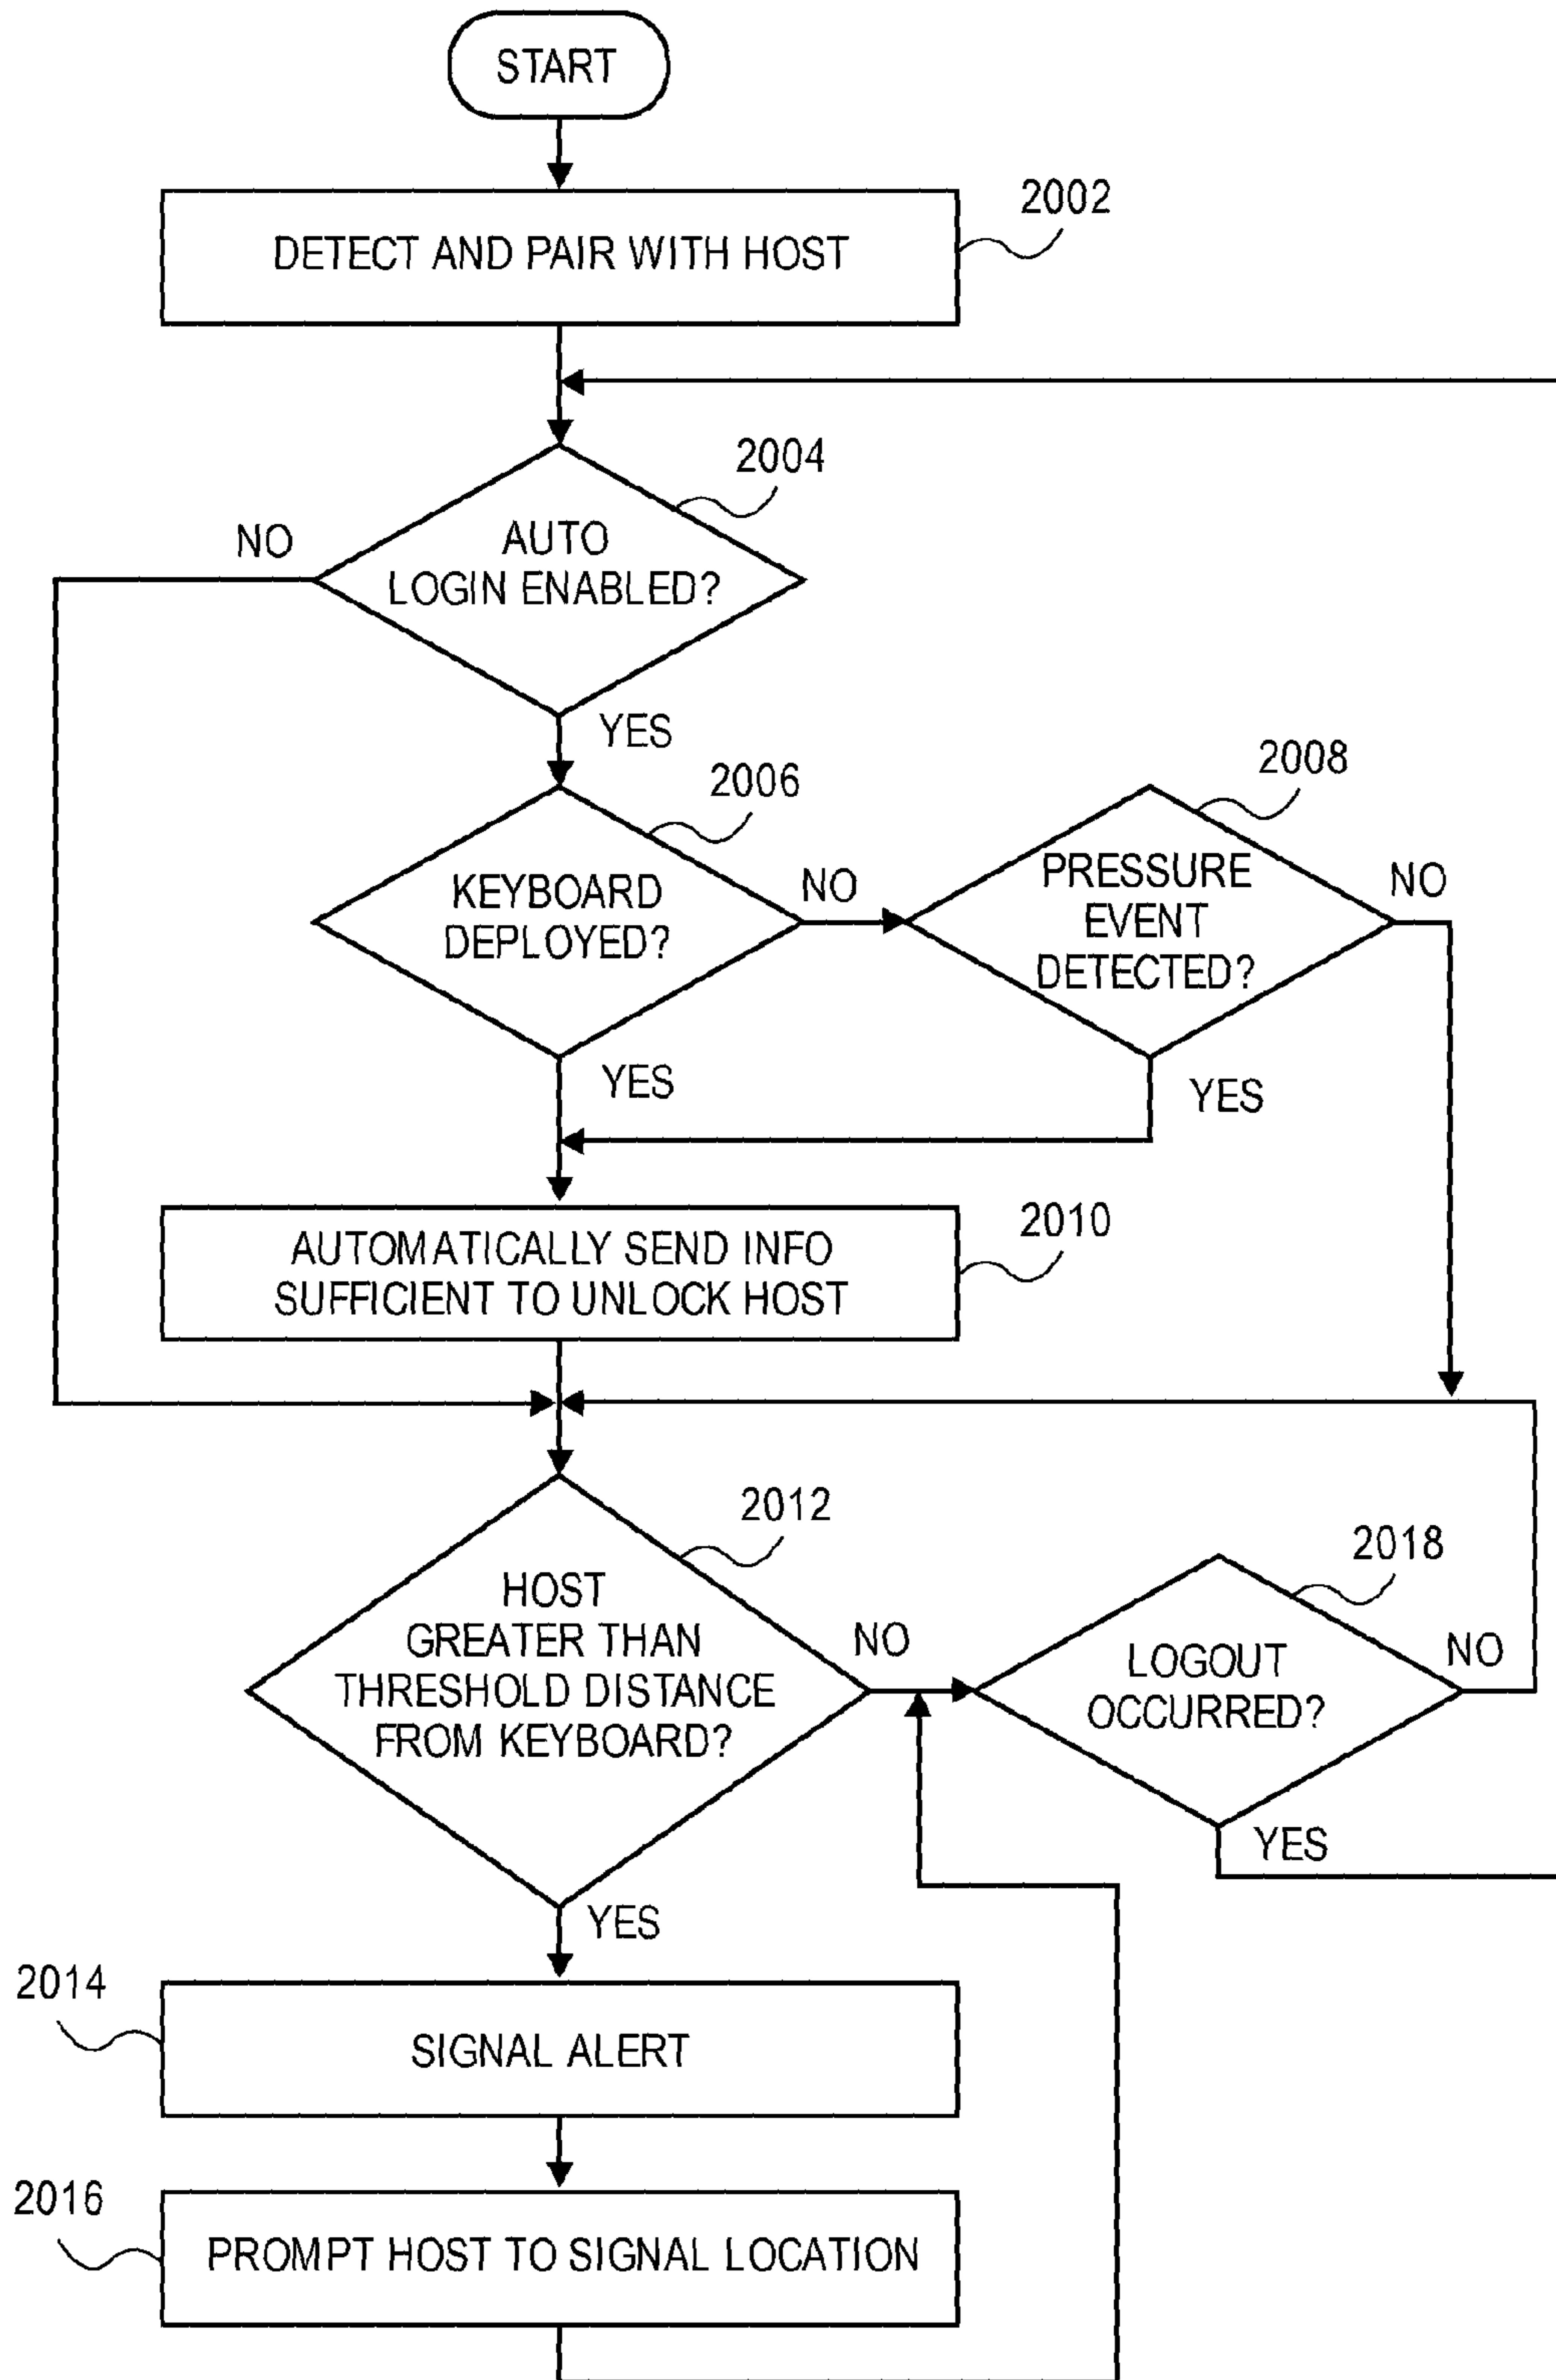 START
2002
DETECT AND PAIR WITH HOST
2004
NO
AUTO
LOGIN ENABLED?
YES
2006
2008
KEYBOARD
DEPLOYED?
NO
PRESSURE
EVENT
DETECTED?
NO
YES
YES
2010
AUTOMATICALLY SEND INFO
SUFFICIENT TO UNLOCK HOST
2012
2018
HOST
GREATER THAN
THRESHOLD DISTANCE
FROM KEYBOARD?
NO
LOGOUT
OCCURRED?
NO
YES
YES
2014
SIGNAL ALERT
2016
PROMPT HOST TO SIGNAL LOCATION